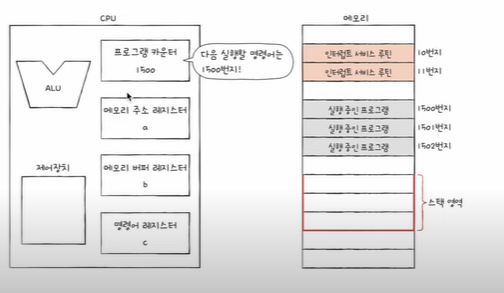 CPU
메모리
프로그램 카운터
1500
다음 실행할 명령어는
1500번지!
ALU
메모리 주소 레지스터
a
제어장치
메모리 버퍼 레지스터
b
명령어 레지스터
c
인터럽트 서비스 루틴
10번지
인터럽트 서비스 루틴
11번지
실행 중인 프로그램
1500번지
실행 중인 프로그램
1501번지
실행 중인 프로그램
1502번지
스택 영역